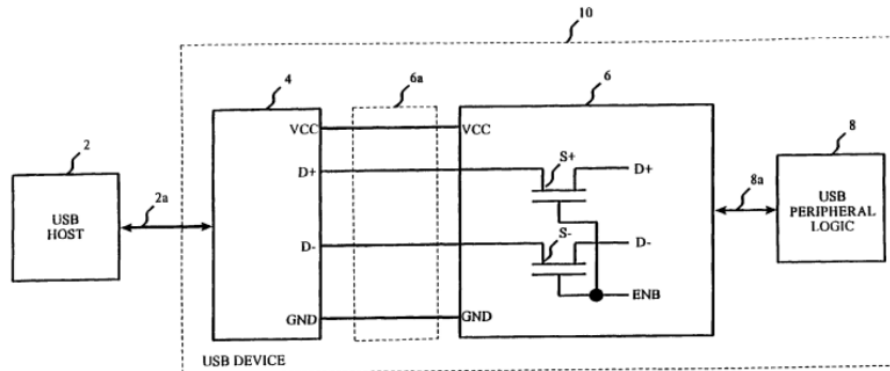 10
4
6a
6
VCC
VCC
2
8
D+
S+
D+
2a
8a
USB
HOST
USB
PERIPHERAL
LOGIC
D-
S-
D-
ENB
GND
GND
USB DEVICE